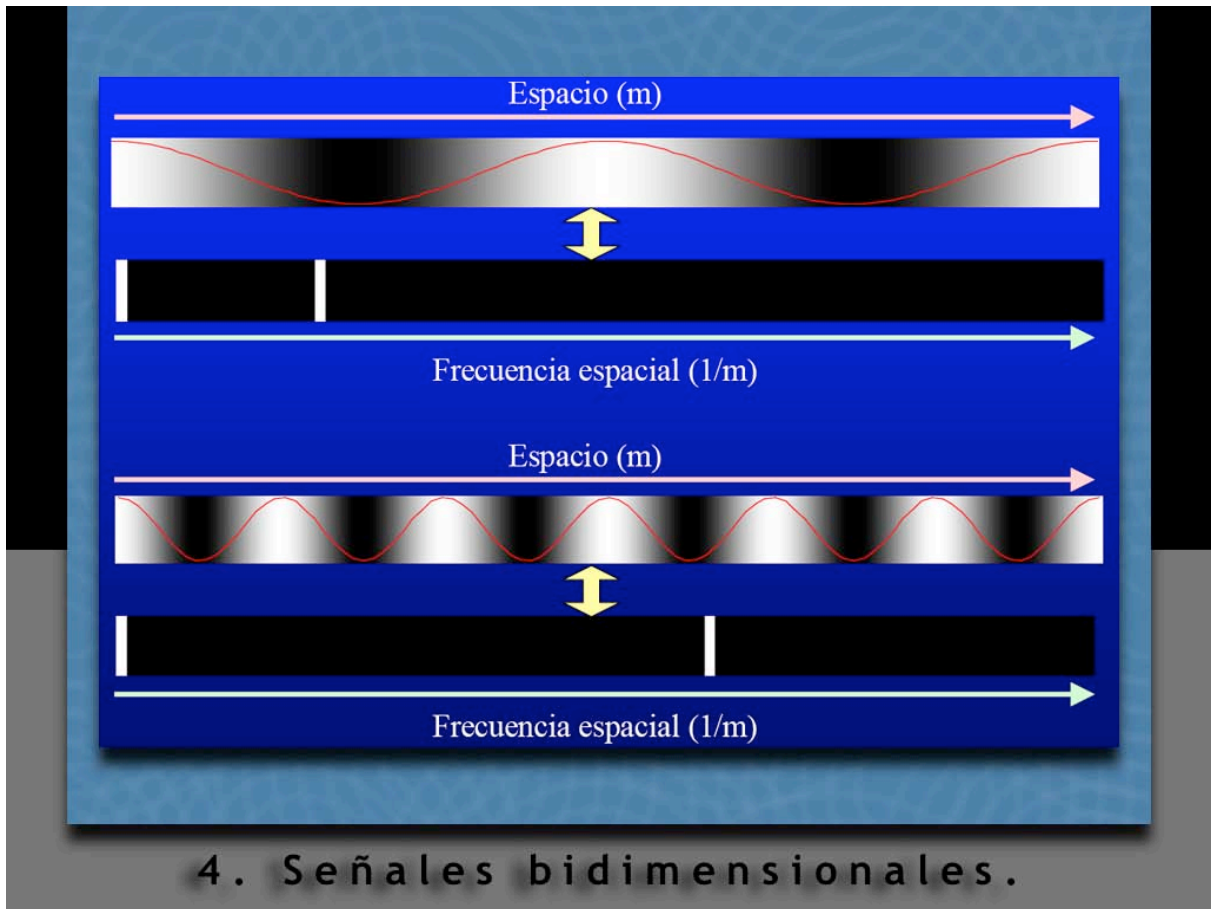 Espacio (m)
Frecuencia espacial (1/m)
Espacio (m)
Frecuencia espacial (1/m)
4. Señales bidimensionales.